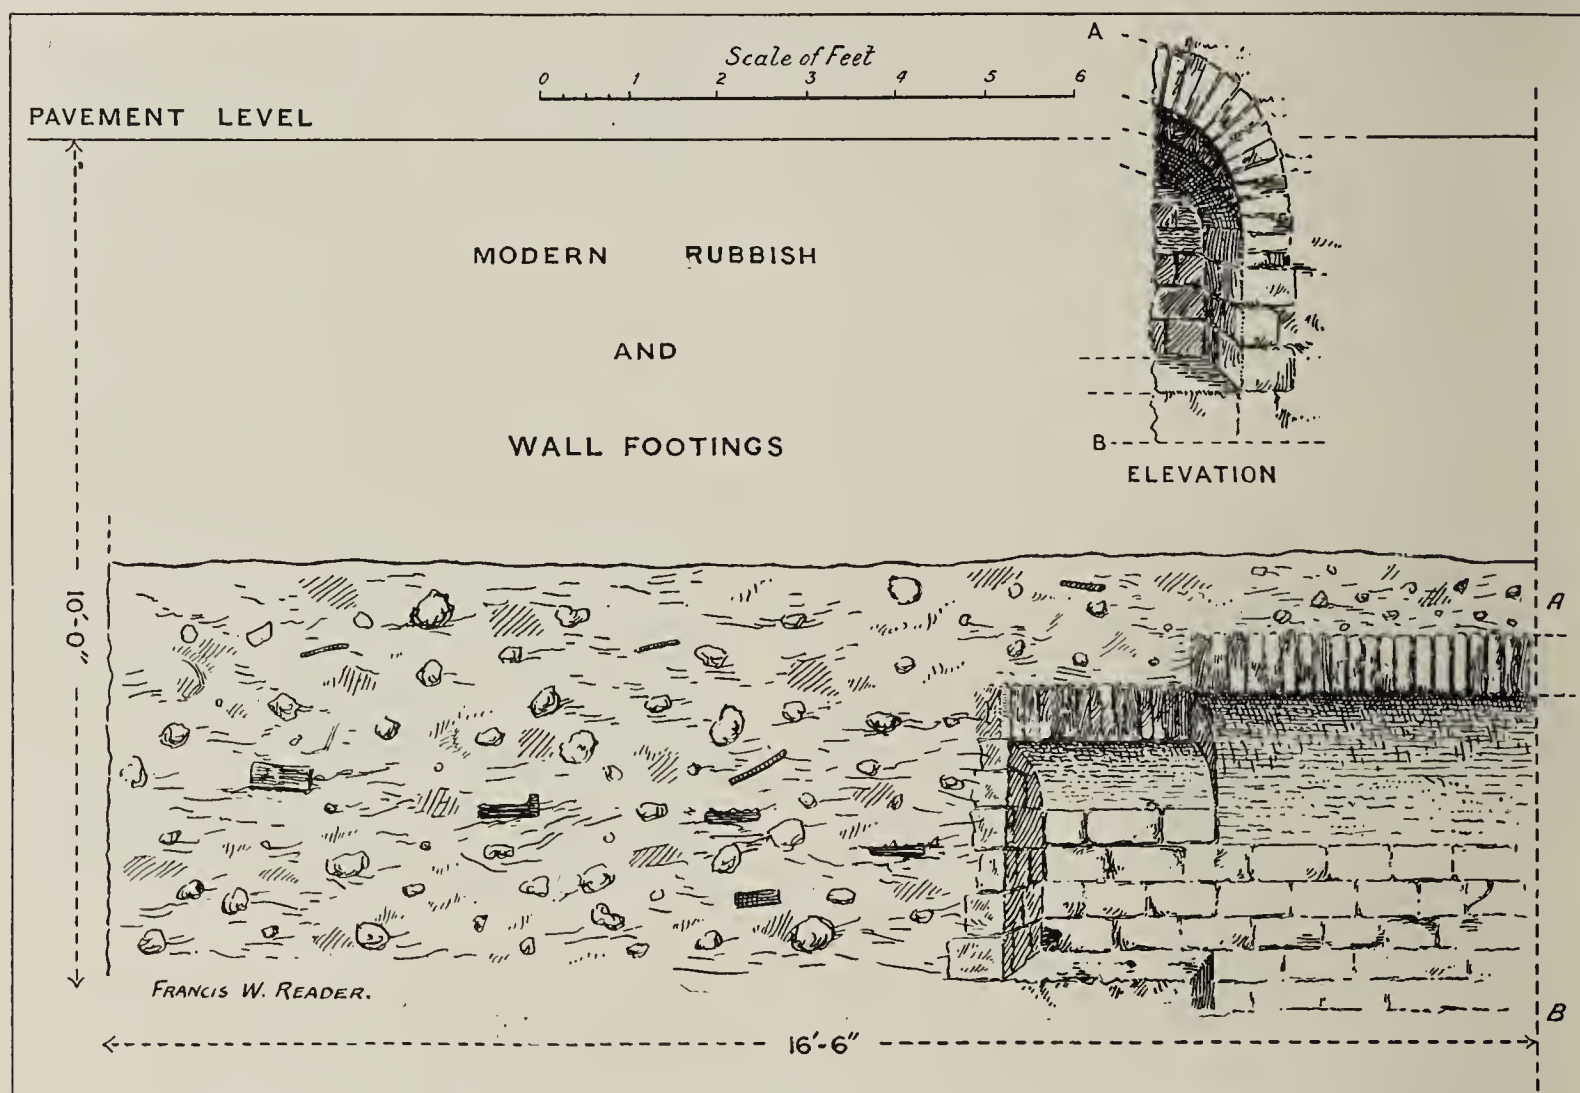 Scale of Feet
0 1 2 3 4 5 6
A
PAVEMENT LEVEL
MODERN RUBBISH
AND
WALL FOOTINGS
B
ELEVATION
10'-0"
A
B
FRANCIS W. READER.
16'-6"